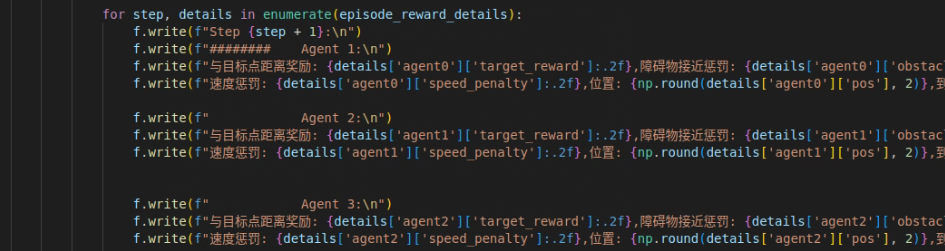 for step, details in enumerate(episode_reward_details):
    f.write(f"Step {step + 1}:\n")
    f.write(f"########    Agent 1:\n")
    f.write(f"与目标点距离奖励: {details['agent0']['target_reward']:.2f},障碍物接近惩罚: {details['agent0']['obstac
    f.write(f"速度惩罚: {details['agent0']['speed_penalty']:.2f},位置: {np.round(details['agent0']['pos'], 2)},到
    f.write(f"            Agent 2:\n")
    f.write(f"与目标点距离奖励: {details['agent1']['target_reward']:.2f},障碍物接近惩罚: {details['agent1']['obstac
    f.write(f"速度惩罚: {details['agent1']['speed_penalty']:.2f},位置: {np.round(details['agent1']['pos'], 2)},到
    f.write(f"            Agent 3:\n")
    f.write(f"与目标点距离奖励: {details['agent2']['target_reward']:.2f},障碍物接近惩罚: {details['agent2']['obstac
    f.write(f"速度惩罚: {details['agent2']['speed_penalty']:.2f},位置: {np.round(details['agent2']['pos'], 2)},到